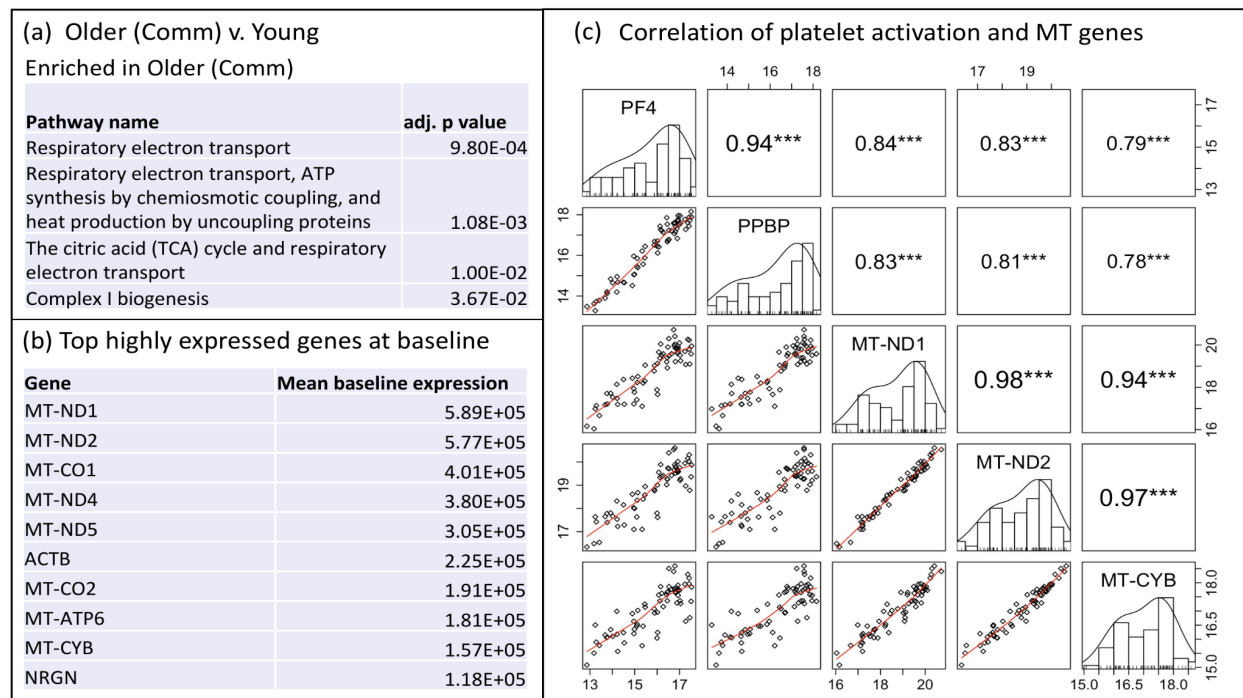 (a) Older (Comm) v. Young
Enriched in Older (Comm)
Pathway name adj. p value
Respiratory electron transport 9.80E-04
Respiratory electron transport, ATP
synthesis by chemiosmotic coupling, and
heat production by uncoupling proteins 1.08E-03
The citric acid (TCA) cycle and respiratory
electron transport 1.00E-02
Complex I biogenesis 3.67E-02
(b) Top highly expressed genes at baseline
Gene Mean baseline expression
MT-ND1 5.89E+05
MT-ND2 5.77E+05
MT-CO1 4.01E+05
MT-ND4 3.80E+05
MT-ND5 3.05E+05
ACTB 2.25E+05
MT-CO2 1.91E+05
MT-ATP6 1.81E+05
MT-CYB 1.57E+05
NRGN 1.18E+05
(c) Correlation of platelet activation and MT genes
14 16 18 17 19
PF4 0.94*** 0.84*** 0.83*** 0.79***
13 15 17
14 16 18
PPBP 0.83*** 0.81*** 0.78***
MT-ND1 0.98*** 0.94***
16 18 20
17 19
MT-ND2 0.97***
MT-CYB
15.0 16.5 18.0
13 15 17 16 18 20 15.0 16.5 18.0